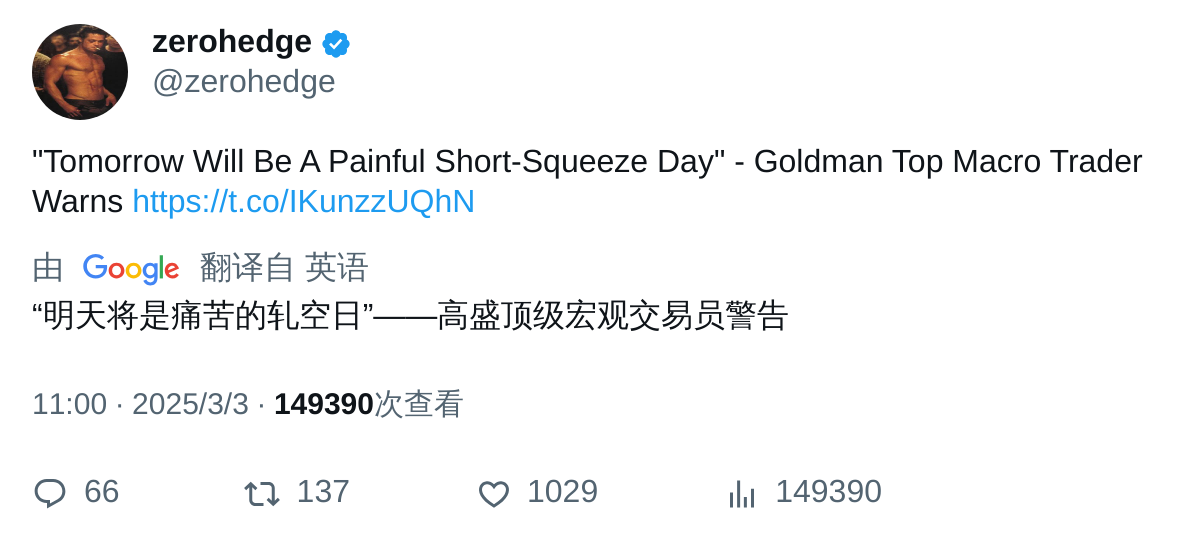 zerohedge
@zerohedge
"Tomorrow Will Be A Painful Short-Squeeze Day" - Goldman Top Macro Trader
Warns https://t.co/IKunzzUQhN
由 Google 翻译自 英语
“明天将是痛苦的轧空日”——高盛顶级宏观交易员警告
11:00 · 2025/3/3 · 149390次查看
66 137 1029 149390